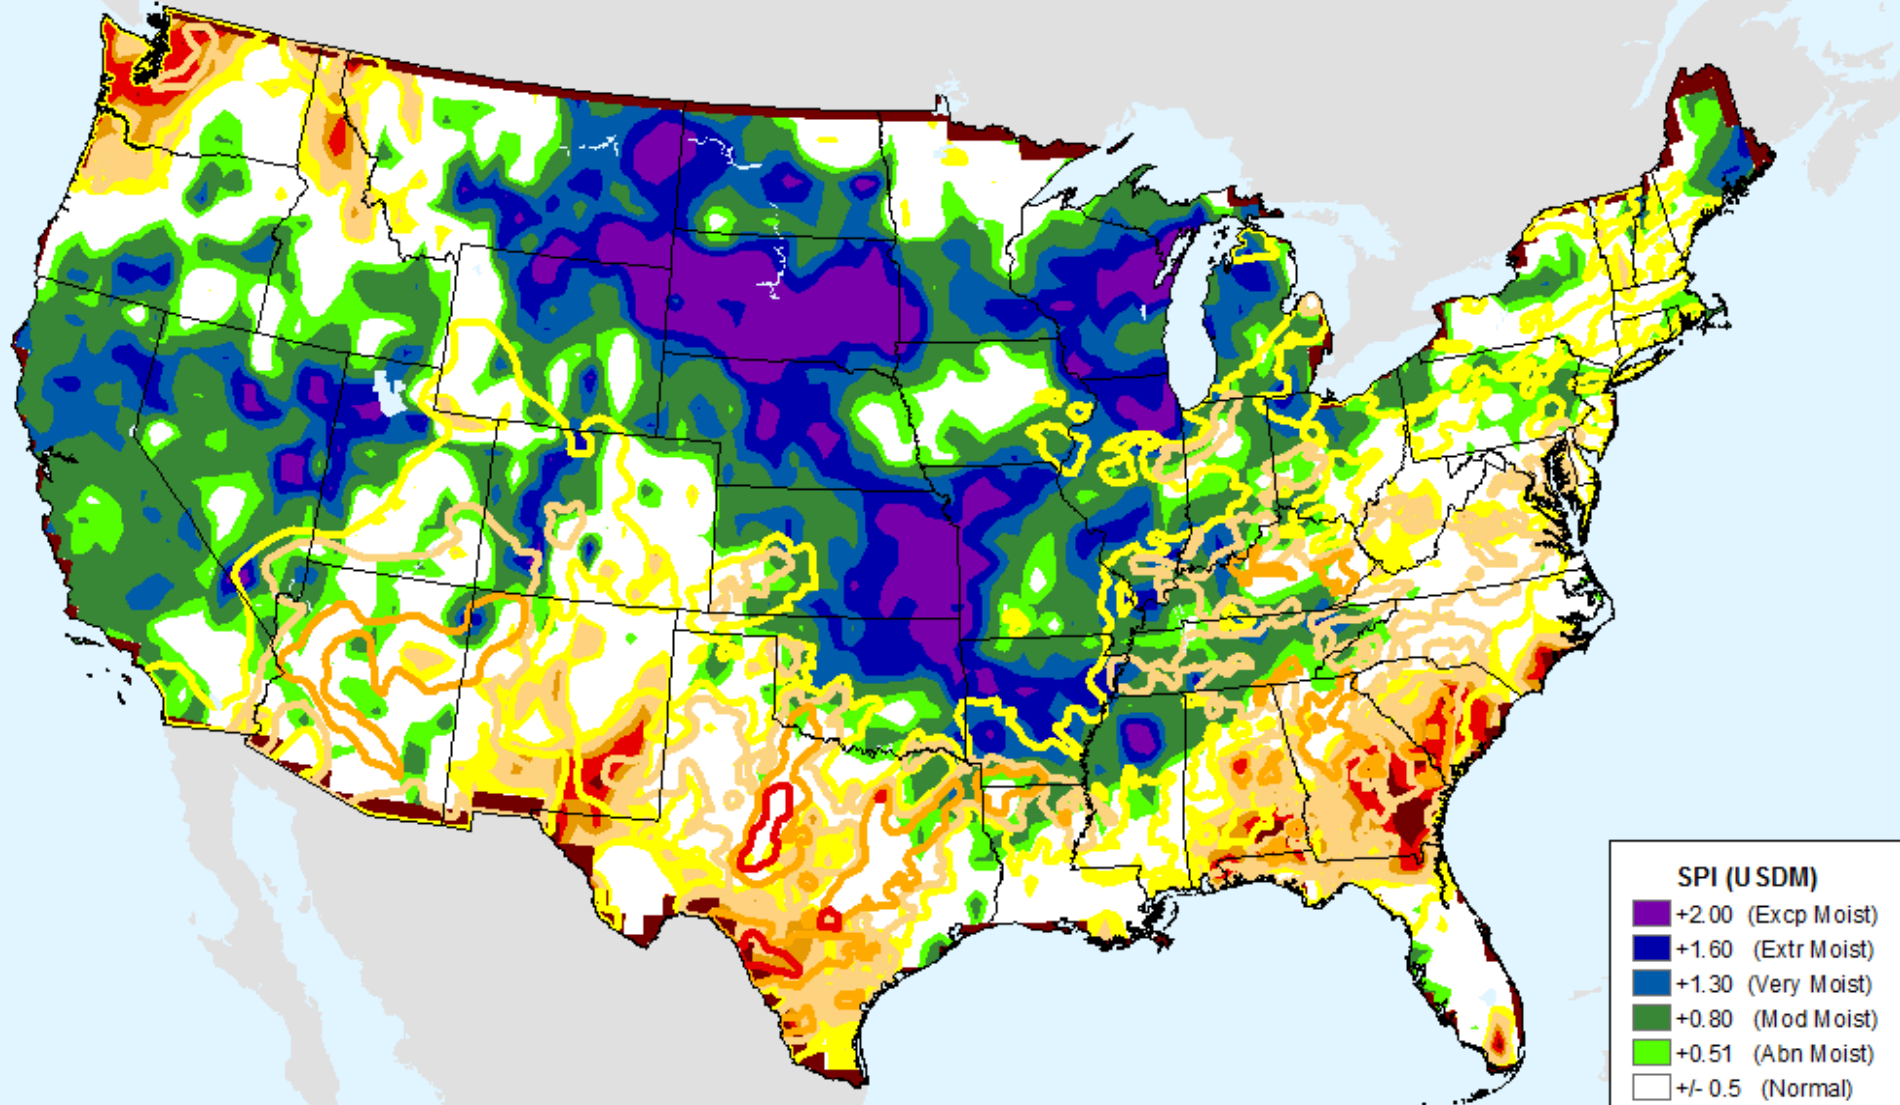 SPI (USDM)
+2.00 (Excp Moist)
+1.60 (Extr Moist)
+1.30 (Very Moist)
+0.80 (Mod Moist)
+0.51 (Abn Moist)
+/- 0.5 (Normal)